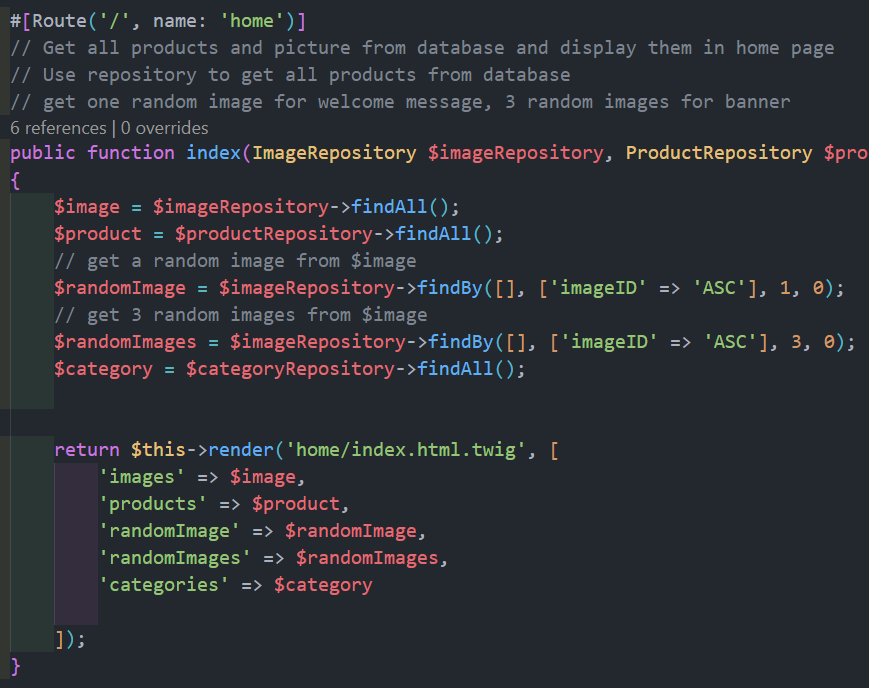 #[Route('/', name: 'home')]
// Get all products and picture from database and display them in home page
// Use repository to get all products from database
// get one random image for welcome message, 3 random images for banner
6 references | 0 overrides
public function index(ImageRepository $imageRepository, ProductRepository $pro
{
    $image = $imageRepository->findAll();
    $product = $productRepository->findAll();
    // get a random image from $image
    $randomImage = $imageRepository->findBy([], ['imageID' => 'ASC'], 1, 0);
    // get 3 random images from $image
    $randomImages = $imageRepository->findBy([], ['imageID' => 'ASC'], 3, 0);
    $category = $categoryRepository->findAll();
    return $this->render('home/index.html.twig', [
        'images' => $image,
        'products' => $product,
        'randomImage' => $randomImage,
        'randomImages' => $randomImages,
        'categories' => $category
    ]);
}